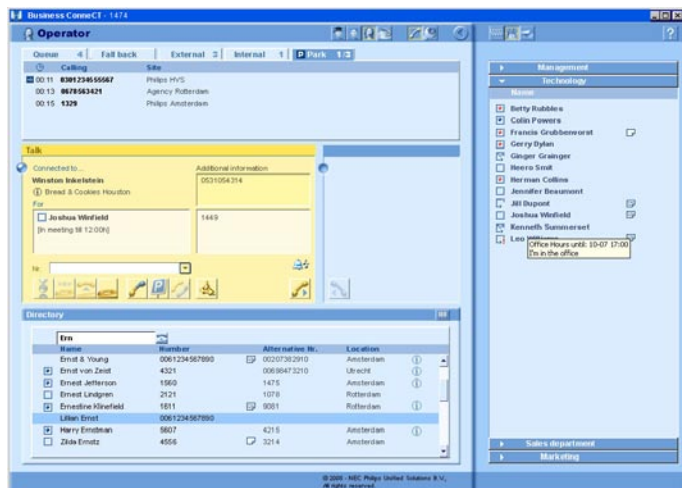 Business ConneCT - 1474
Operator
Queue 4 Fall back External 3 Internal 1 P Park 1/3
Calling Site
00:11 0301234555567 Philips HVS
00:13 0670563421 Agency Rotterdam
00:15 1329 Philips Amsterdam
Talk
Connected to... Additional information
Winston Inkelstein 0531054314
Bread & Cookies Houston
For
Joshua Winfield 1449
[In meeting till 12:00h]
to
Directory
Ern
Name Number Alternative Nr. Location
Ernst & Young 0061234567890 00207382910 Amsterdam
Ernst von Zeist 4321 00698473210 Utrecht
Ernest Jefferson 1560 1475 Amsterdam
Ernest Lindgren 2121 1078 Rotterdam
Ernestine Klinefield 1811 9081 Rotterdam
Lillian Ernst 0061234567890
Harry Ernstman 5607 4215 Amsterdam
Zilda Ernstz 4556 3214 Amsterdam
Management
Technology
Name
Betty Rubbles
Colin Powers
Francis Grubbenvorst
Gerry Dylan
Ginger Grainger
Heero Smit
Herman Collins
Jennifer Beaumont
Jill Dupont
Joshua Winfield
Kenneth Summerset
Leo
Office Hours until: 10-07 17:00
I'm in the office
Sales department
Marketing
NEC Philips Unified Solutions B.V.,
All rights reserved.